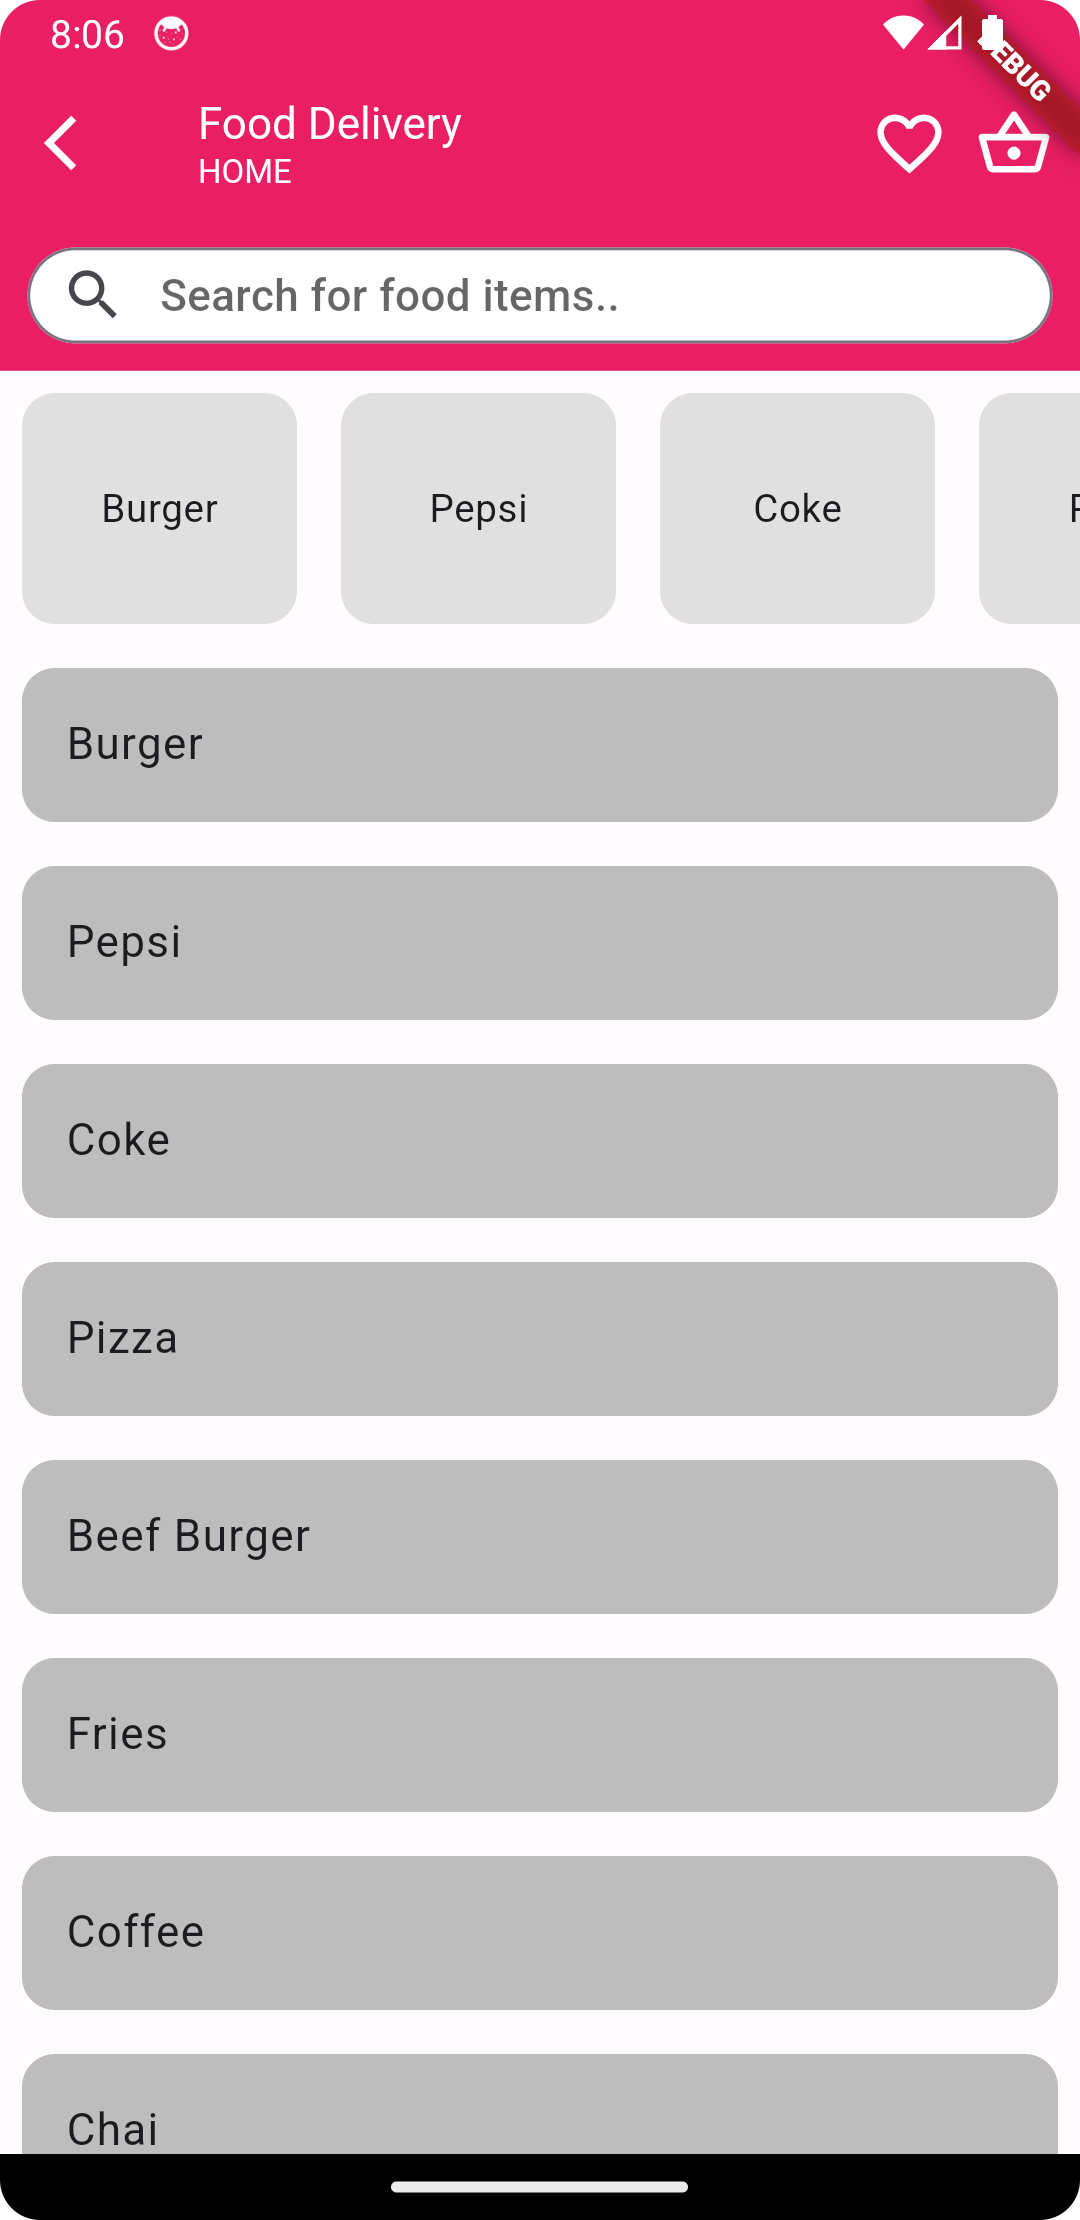 8:06
EBUG
Food Delivery
HOME
Search for food items..
Burger Pepsi Coke
Burger
Pepsi
Coke
Pizza
Beef Burger
Fries
Coffee
Chai